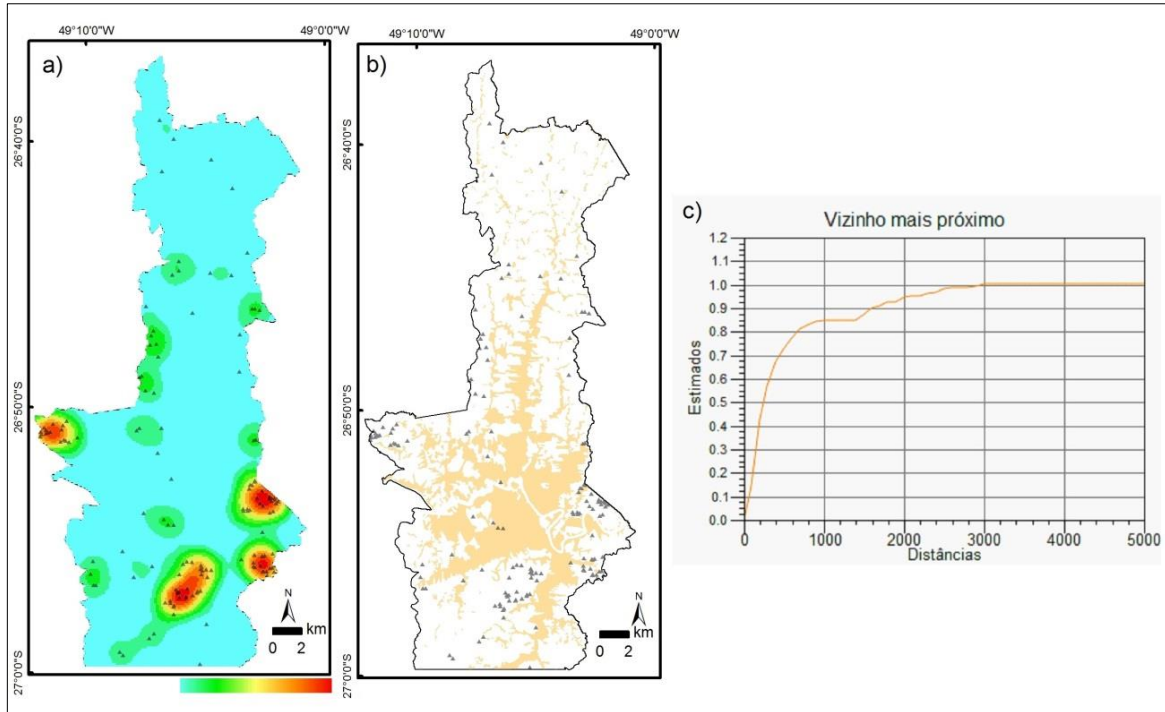 49°10'0"W 49°0'0"W
a)
26°40'0"S
26°50'0"S
27°0'0"S
N
0 2 km
49°10'0"W 49°0'0"W
b)
26°40'0"S
26°50'0"S
27°0'0"S
N
0 2 km
c)
Vizinho mais próximo
Estimados
1.2
1.1
1.0
0.9
0.8
0.7
0.6
0.5
0.4
0.3
0.2
0.1
0.0
0 1000 2000 3000 4000 5000
Distâncias